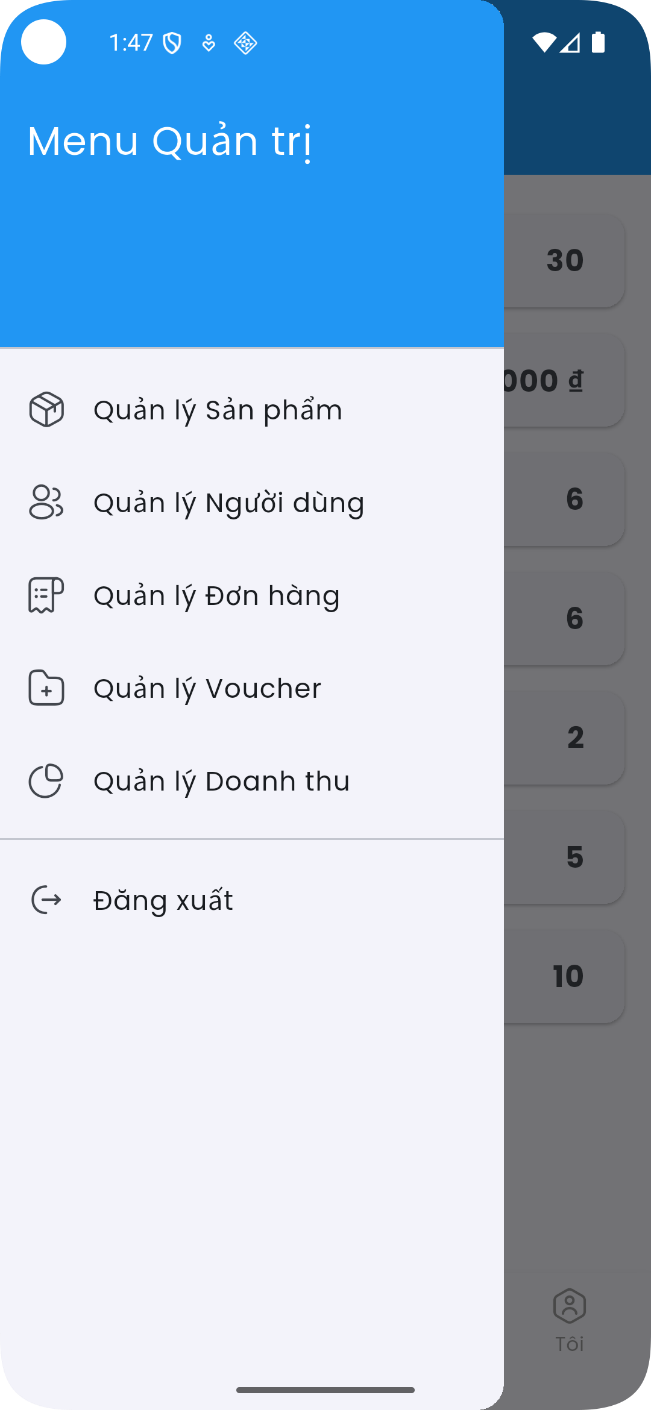 1:47
Menu Quản trị
30
000 ₫
Quản lý Sản phẩm
Quản lý Người dùng
6
Quản lý Đơn hàng
6
Quản lý Voucher
2
Quản lý Doanh thu
5
Đăng xuất
10
Tôi